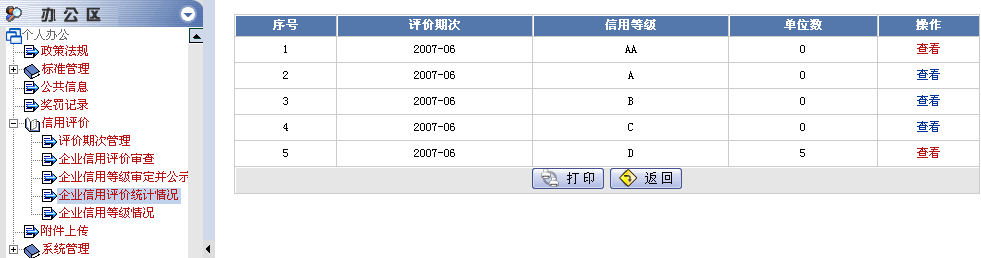 办公区
个人办公
政策法规
标准管理
公共信息
奖罚记录
信用评价
评价期次管理
企业信用评价审查
企业信用等级审定并公示
企业信用评价统计情况
企业信用等级情况
附件上传
系统管理
序号 评价期次 信用等级 单位数 操作
1 2007-06 AA 0 查看
2 2007-06 A 0 查看
3 2007-06 B 0 查看
4 2007-06 C 0 查看
5 2007-06 D 5 查看
打印 返回